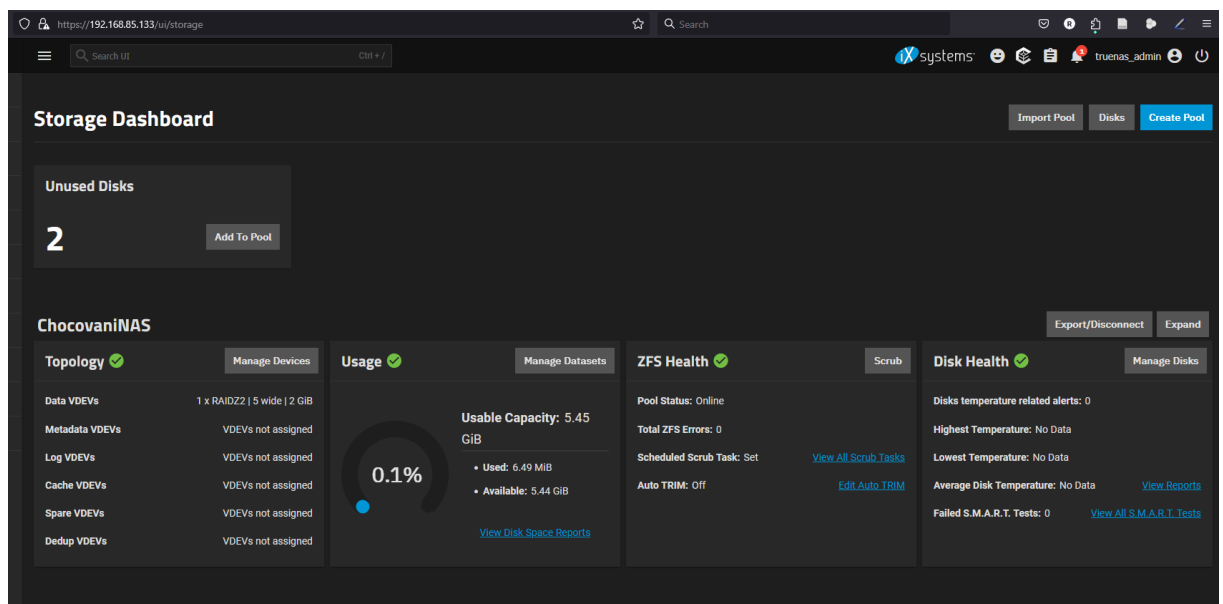 https://192.168.85.133/ui/storage
Search
Search UI
Ctrl + /
iX systems
1
truenas_admin
Storage Dashboard
Import Pool
Disks
Create Pool
Unused Disks
2
Add To Pool
ChocovaniNAS
Export/Disconnect
Expand
Topology
Manage Devices
Data VDEVs 1 x RAIDZ2 | 5 wide | 2 GiB
Metadata VDEVs VDEVs not assigned
Log VDEVs VDEVs not assigned
Cache VDEVs VDEVs not assigned
Spare VDEVs VDEVs not assigned
Dedup VDEVs VDEVs not assigned
Usage
Manage Datasets
0.1%
Usable Capacity: 5.45
GiB
• Used: 6.49 MiB
• Available: 5.44 GiB
View Disk Space Reports
ZFS Health
Scrub
Pool Status: Online
Total ZFS Errors: 0
Scheduled Scrub Task: Set View All Scrub Tasks
Auto TRIM: Off Edit Auto TRIM
Disk Health
Manage Disks
Disks temperature related alerts: 0
Highest Temperature: No Data
Lowest Temperature: No Data
Average Disk Temperature: No Data View Reports
Failed S.M.A.R.T. Tests: 0 View All S.M.A.R.T. Tests